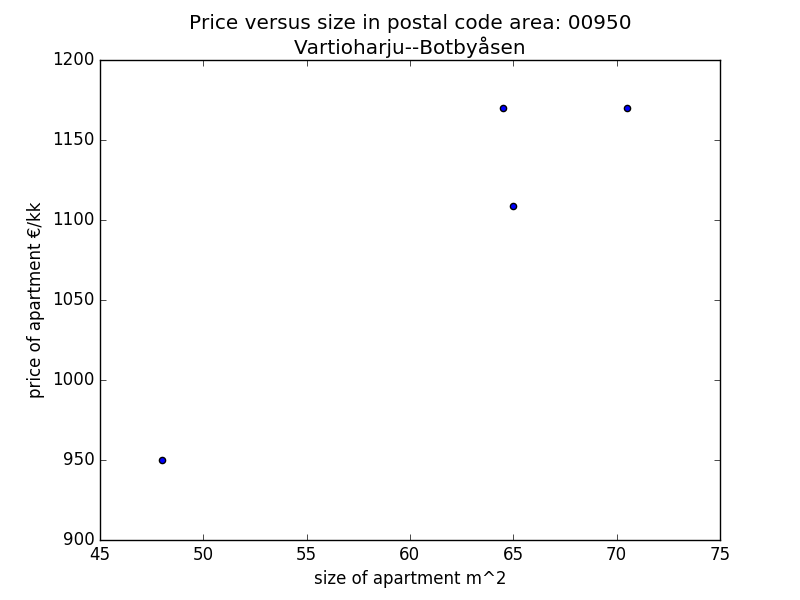 Price versus size in postal code area: 00950
Vartioharju--Botbyåsen
1200
1150
1100
1050
1000
950
900
price of apartment €/kk
45 50 55 60 65 70 75
size of apartment m^2